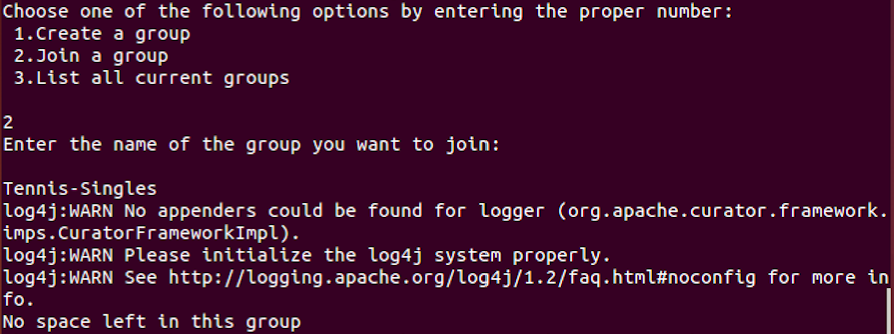 Choose one of the following options by entering the proper number:
 1.Create a group
 2.Join a group
 3.List all current groups
2
Enter the name of the group you want to join:
Tennis-Singles
log4j:WARN No appenders could be found for logger (org.apache.curator.framework.
imps.CuratorFrameworkImpl).
log4j:WARN Please initialize the log4j system properly.
log4j:WARN See http://logging.apache.org/log4j/1.2/faq.html#noconfig for more in
fo.
No space left in this group